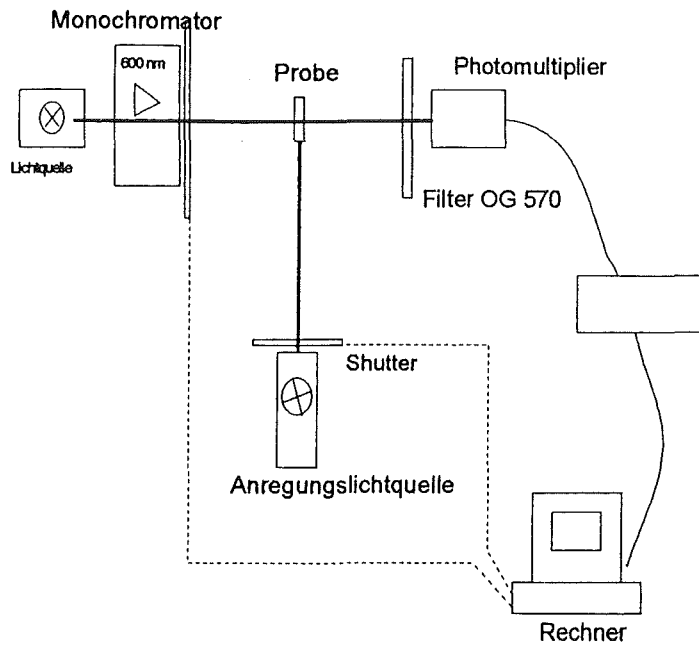 Monochromator
600 nm
Probe
Photomultiplier
Lichtquelle
Filter OG 570
Shutter
Anregungslichtquelle
Rechner